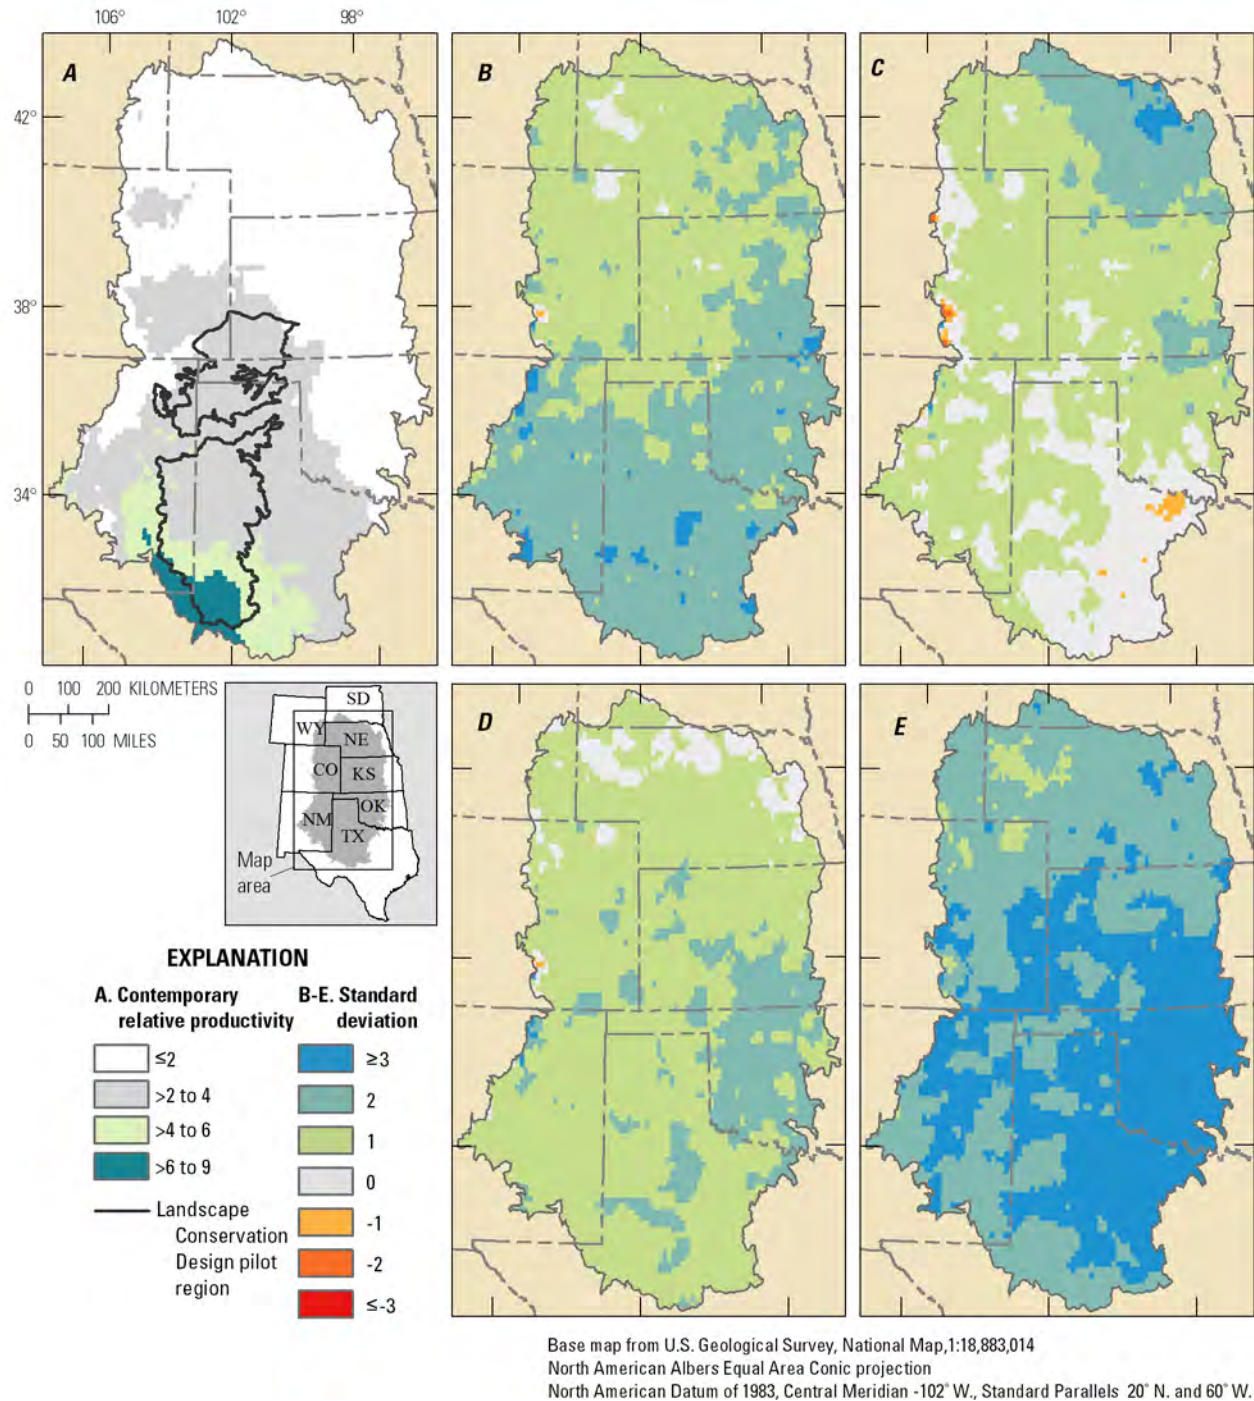 106°
102°
98°
42°
38°
34°
A
B
C
0 100 200 KILOMETERS
0 50 100 MILES
SD
WY
NE
CO
KS
OK
NM
TX
Map
area
D
E
EXPLANATION
A. Contemporary
relative productivity
≤2
>2 to 4
>4 to 6
>6 to 9
Landscape
Conservation
Design pilot
region
B-E. Standard
deviation
≥3
2
1
0
-1
-2
≤-3
Base map from U.S. Geological Survey, National Map,1:18,883,014
North American Albers Equal Area Conic projection
North American Datum of 1983, Central Meridian -102° W., Standard Parallels 20° N. and 60° W.